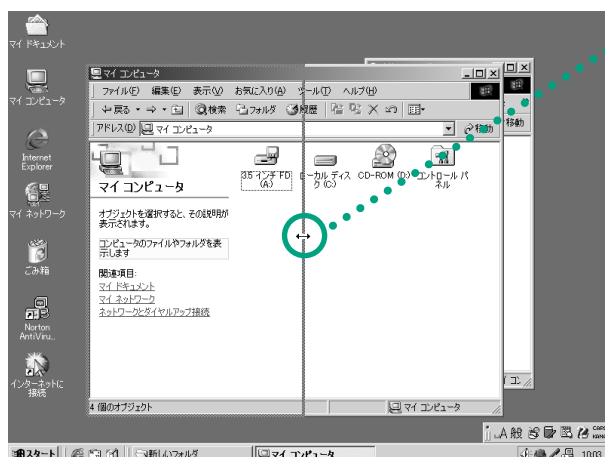 マイ ドキュメント
マイ コンピュータ
Internet
Explorer
マイ ネットワーク
ごみ箱
Norton
AntiViru...
インターネットに
接続
マイ コンピュータ
ファイル(F) 編集(E) 表示(V) お気に入り(A) ツール(T) ヘルプ(H)
戻る 検索 フォルダ 履歴
アドレス(D) マイ コンピュータ 移動
移動
マイ コンピュータ
オブジェクトを選択すると、その説明が
表示されます。
コンピュータのファイルやフォルダを表
示します
関連項目:
マイ ドキュメント
マイ ネットワーク
ネットワークとダイヤルアップ接続
3.5 インチ FD
(A:)
ローカル ディス
ク (C:)
CD-ROM (D:)
コントロール パ
ネル
4 個のオブジェクト
マイ コンピュータ
A 般
CAPS
KANA
スタート
新しいフォルダ
マイ コンピュータ
10:03